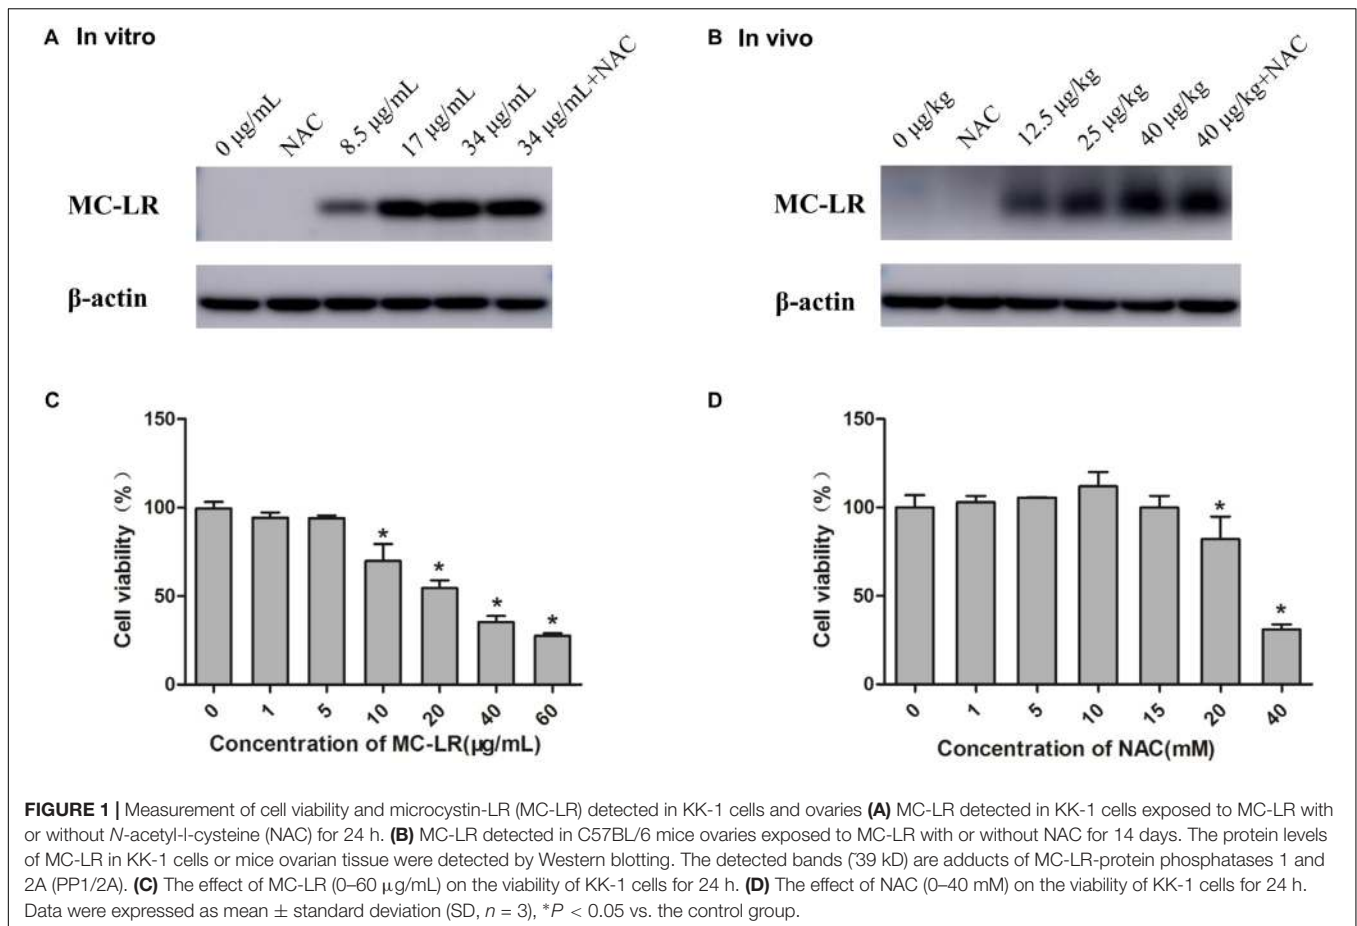 A In vitro
0 µg/mL
NAC
8.5 µg/mL
17 µg/mL
34 µg/mL
34 µg/mL+NAC
MC-LR
β-actin
B In vivo
0 µg/kg
NAC
12.5 µg/kg
25 µg/kg
40 µg/kg
40 µg/kg+NAC
MC-LR
β-actin
C
150
100
50
0
Cell viability (%)
* * * *
0 1 5 10 20 40 60
Concentration of MC-LR(µg/mL)
D
150
100
50
0
Cell viability (%)
* *
0 1 5 10 15 20 40
Concentration of NAC(mM)
FIGURE 1 | Measurement of cell viability and microcystin-LR (MC-LR) detected in KK-1 cells and ovaries (A) MC-LR detected in KK-1 cells exposed to MC-LR with
or without N-acetyl-l-cysteine (NAC) for 24 h. (B) MC-LR detected in C57BL/6 mice ovaries exposed to MC-LR with or without NAC for 14 days. The protein levels
of MC-LR in KK-1 cells or mice ovarian tissue were detected by Western blotting. The detected bands (˜39 kD) are adducts of MC-LR-protein phosphatases 1 and
2A (PP1/2A). (C) The effect of MC-LR (0–60 µg/mL) on the viability of KK-1 cells for 24 h. (D) The effect of NAC (0–40 mM) on the viability of KK-1 cells for 24 h.
Data were expressed as mean ± standard deviation (SD, n = 3), *P < 0.05 vs. the control group.